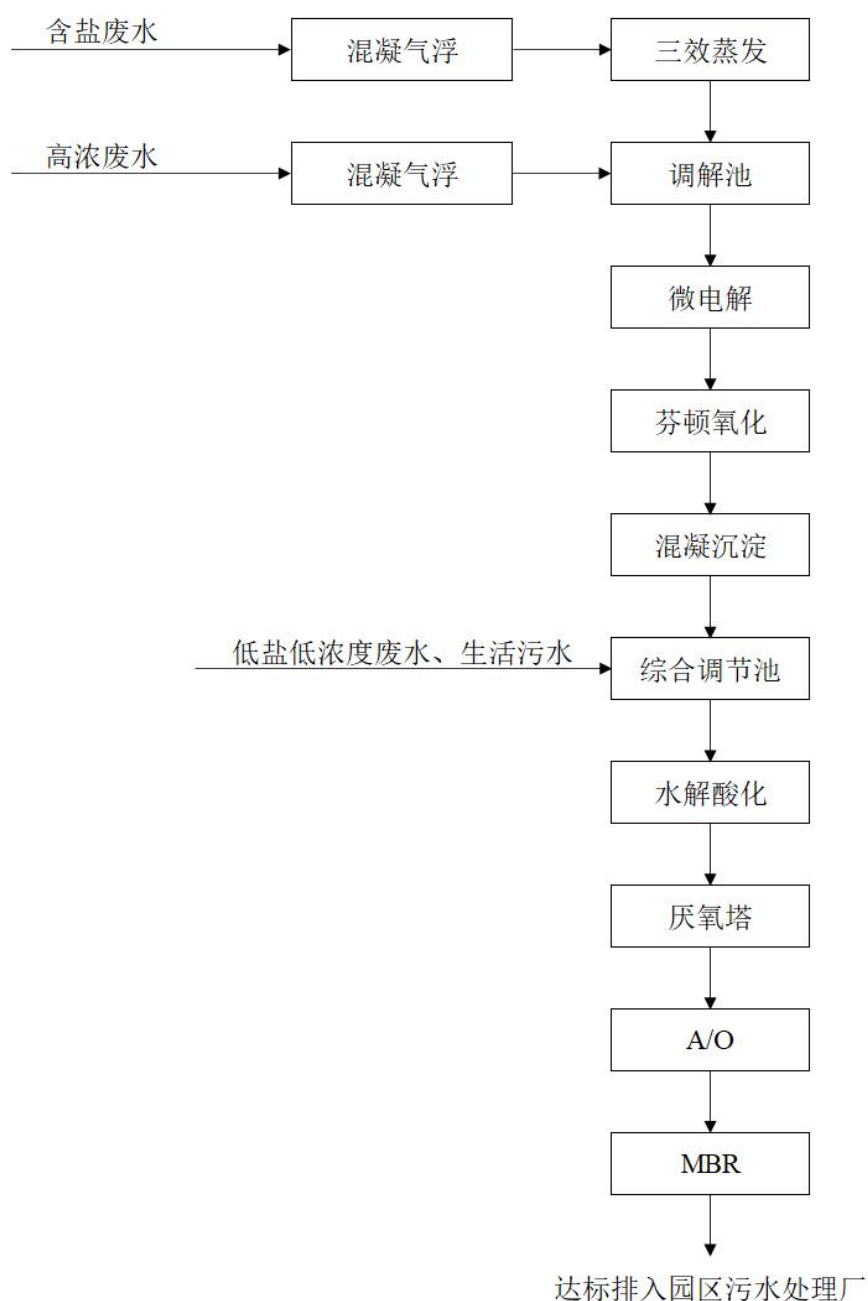 含盐废水
混凝气浮
三效蒸发
高浓废水
混凝气浮
调解池
微电解
芬顿氧化
混凝沉淀
低盐低浓度废水、生活污水
综合调节池
水解酸化
厌氧塔
A/O
MBR
达标排入园区污水处理厂